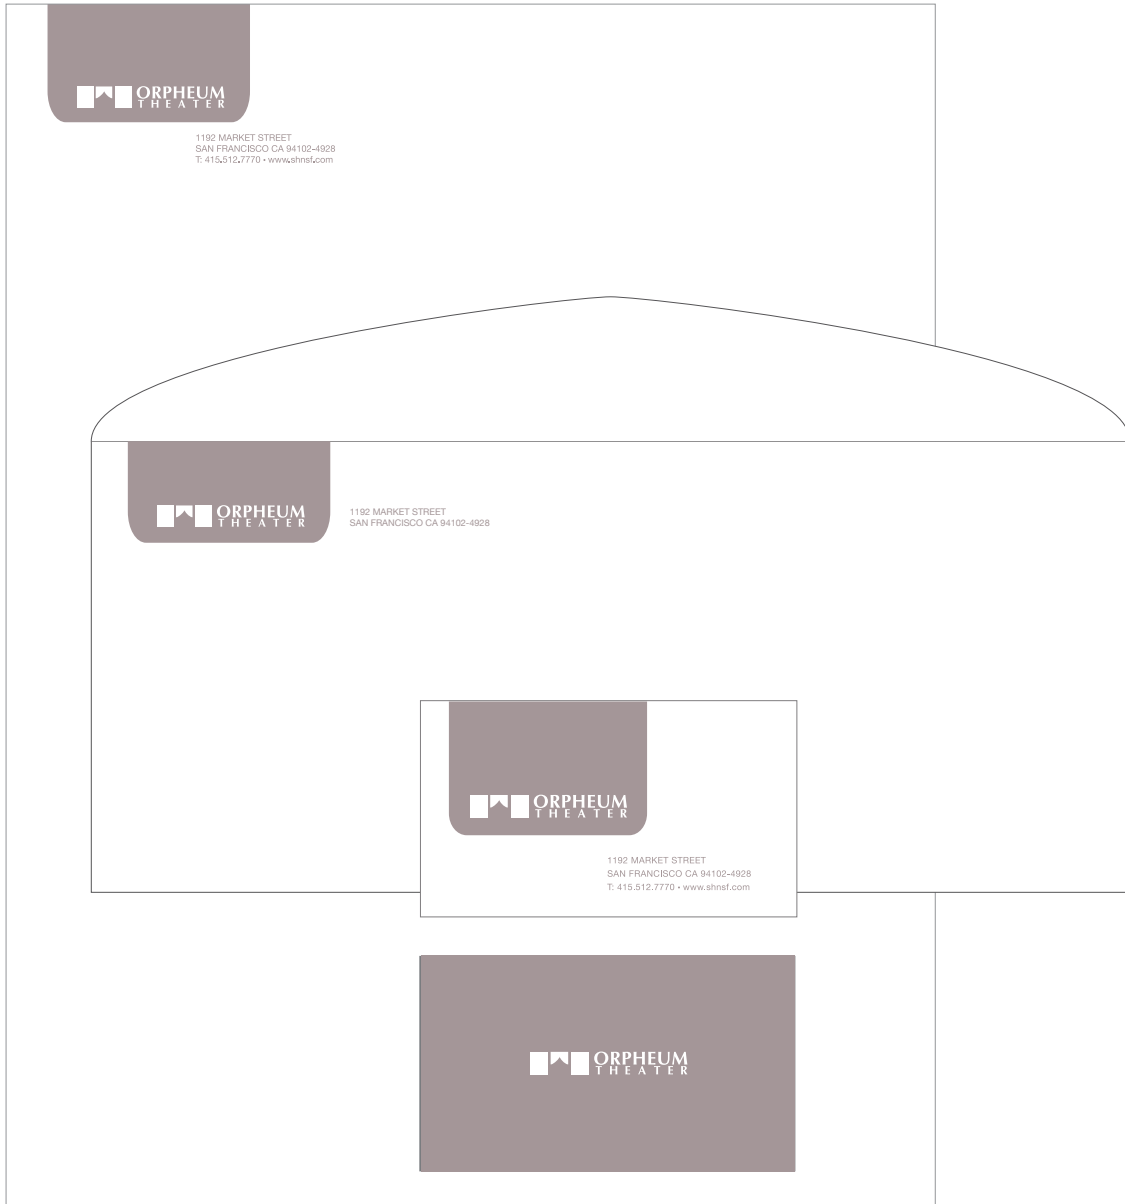 ORPHEUM
THEATER
1192 MARKET STREET
SAN FRANCISCO CA 94102-4928
T: 415.512.7770 • www.shnsf.com
ORPHEUM
THEATER
1192 MARKET STREET
SAN FRANCISCO CA 94102-4928
ORPHEUM
THEATER
1192 MARKET STREET
SAN FRANCISCO CA 94102-4928
T: 415.512.7770 • www.shnsf.com
ORPHEUM
THEATER